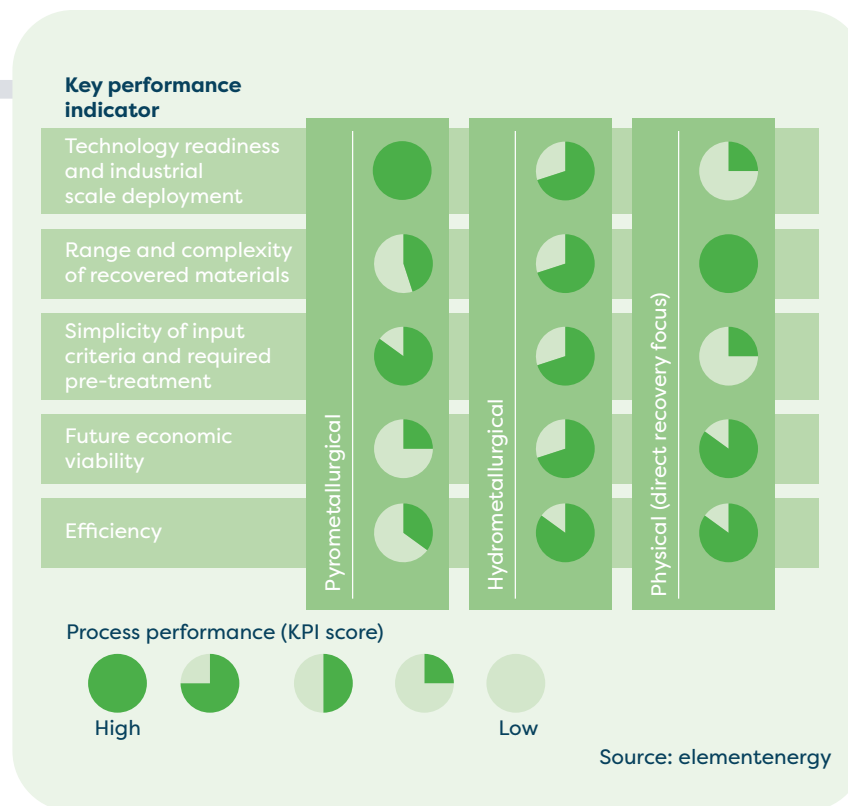 Key performance
indicator
Technology readiness
and industrial
scale deployment
Range and complexity
of recovered materials
Simplicity of input
criteria and required
pre-treatment
Future economic
viability
Efficiency
Pyrometallurgical
Hydrometallurgical
Physical (direct recovery focus)
Process performance (KPI score)
High
Low
Source: elementenergy